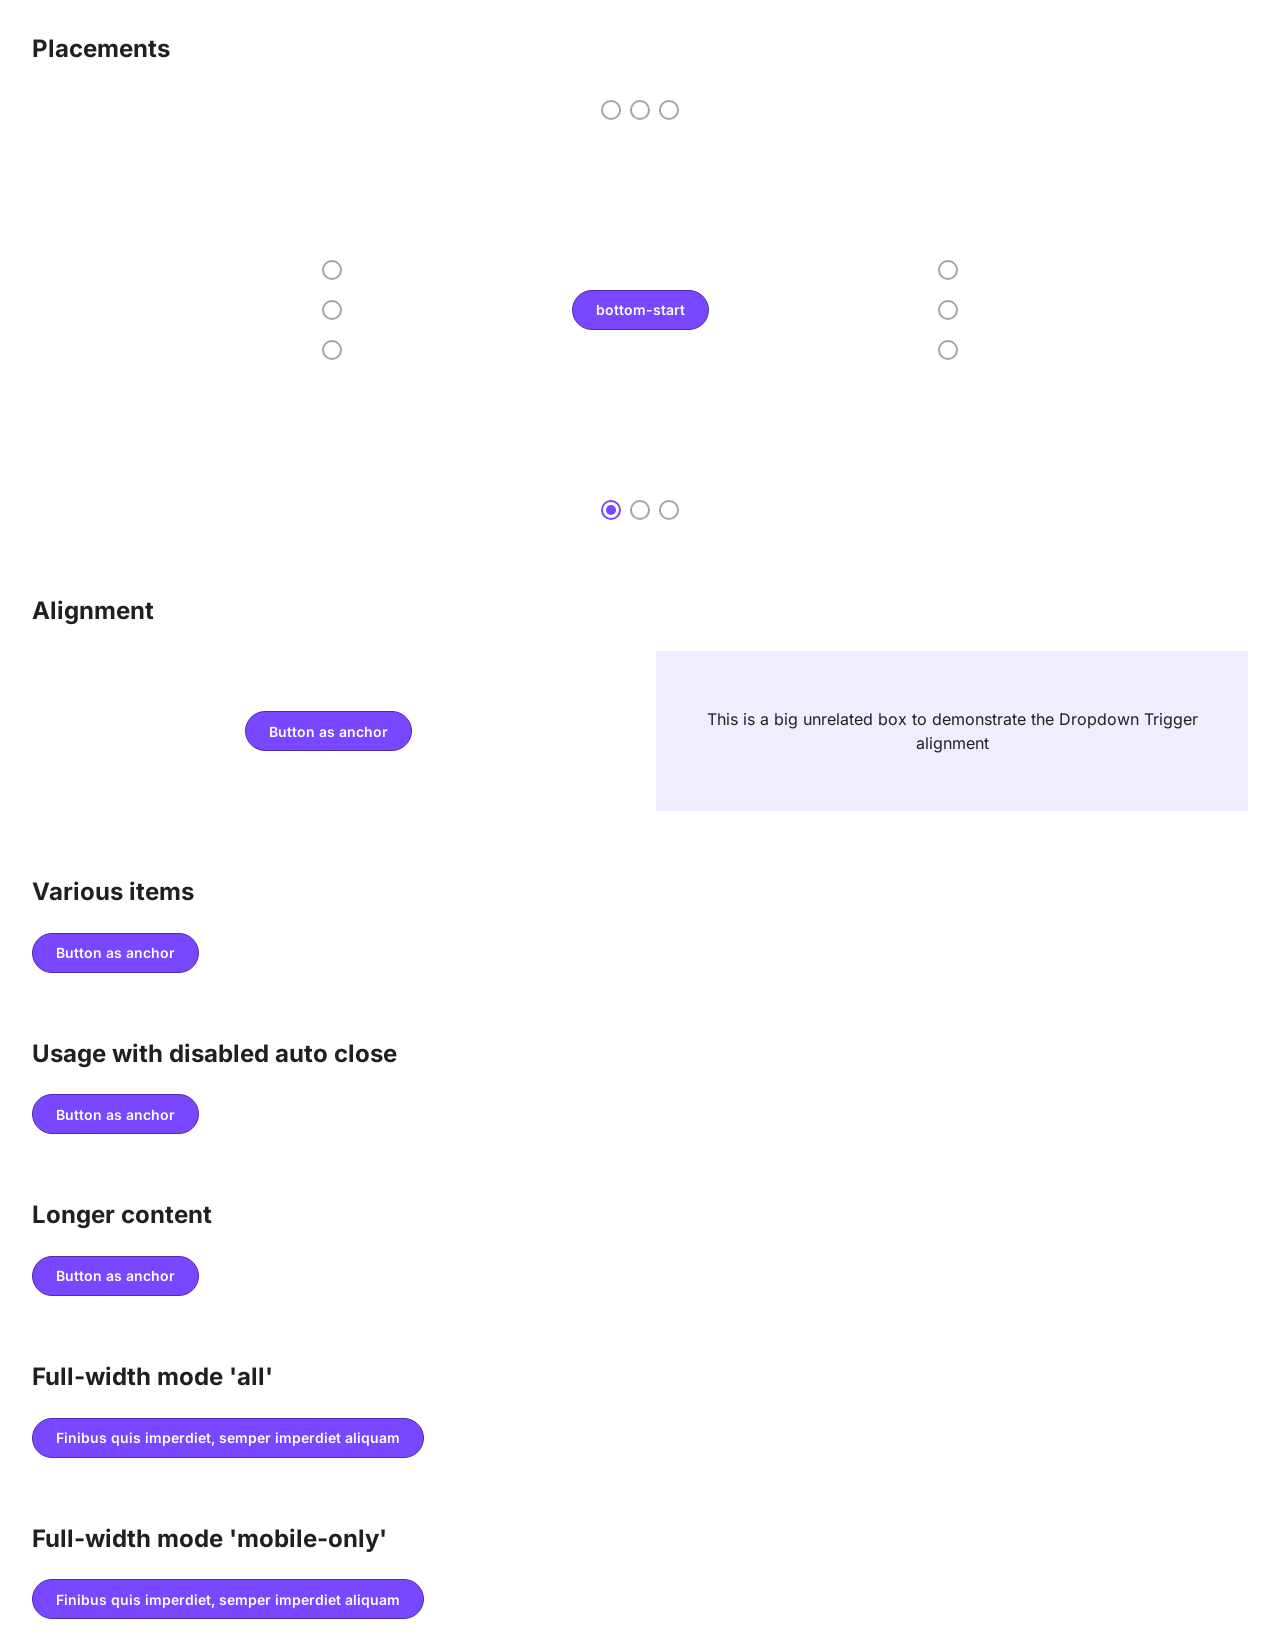 Placements
bottom-start
Alignment
Button as anchor
This is a big unrelated box to demonstrate the Dropdown Trigger
alignment
Various items
Button as anchor
Usage with disabled auto close
Button as anchor
Longer content
Button as anchor
Full-width mode 'all'
Finibus quis imperdiet, semper imperdiet aliquam
Full-width mode 'mobile-only'
Finibus quis imperdiet, semper imperdiet aliquam